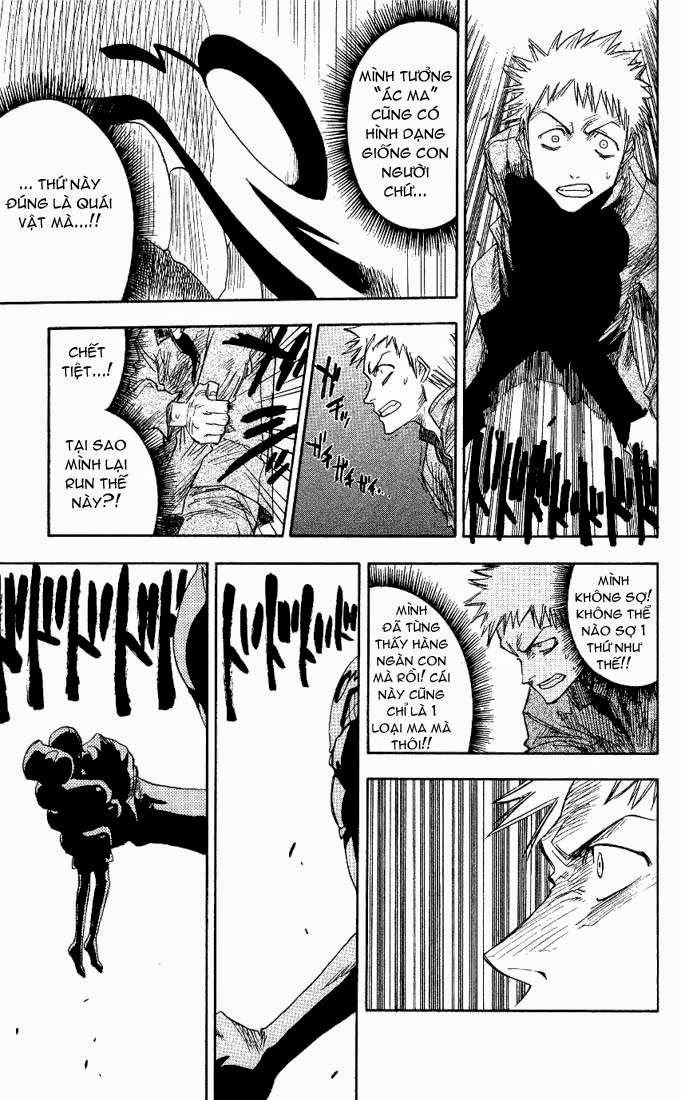 MÌNH TƯỞNG
"ÁC MA"
CŨNG CÓ
HÌNH DẠNG
GIỐNG CON
NGƯỜI
CHỨ...
... THỨ NÀY
ĐÚNG LÀ QUÁI
VẬT MÀ...!!
CHẾT
TIỆT...!
TẠI SAO
MÌNH LẠI
RUN THẾ
NÀY?!
MÌNH
KHÔNG SỢ!
KHÔNG THỂ
NÀO SỢ 1
THỨ NHƯ
THẾ!!
MÌNH
ĐÃ TỪNG
THẤY HÀNG
NGÀN CON
MA RỒI! CÁI
NÀY CŨNG
CHỈ LÀ 1
LOẠI MA MÀ
THÔI!!